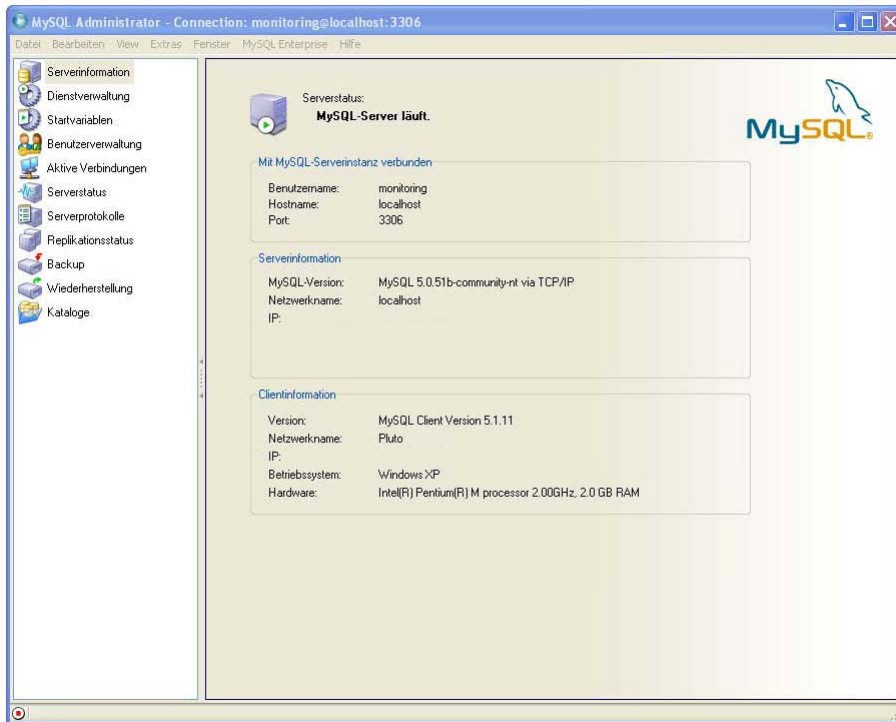 MySQL Administrator - Connection: monitoring@localhost:3306
Datei Bearbeiten View Extras Fenster MySQL Enterprise Hilfe
Serverinformation
Dienstverwaltung
Startvariablen
Benutzerverwaltung
Aktive Verbindungen
Serverstatus
Serverprotokolle
Replikationsstatus
Backup
Wiederherstellung
Kataloge
Serverstatus:
MySQL-Server läuft.
MySQL®
Mit MySQL-Serverinstanz verbunden
Benutzername: monitoring
Hostname: localhost
Port: 3306
Serverinformation
MySQL-Version: MySQL 5.0.51b-community-nt via TCP/IP
Netzwerkname: localhost
IP:
Clientinformation
Version: MySQL Client Version 5.1.11
Netzwerkname: Pluto
IP:
Betriebssystem: Windows XP
Hardware: Intel(R) Pentium(R) M processor 2.00GHz, 2.0 GB RAM